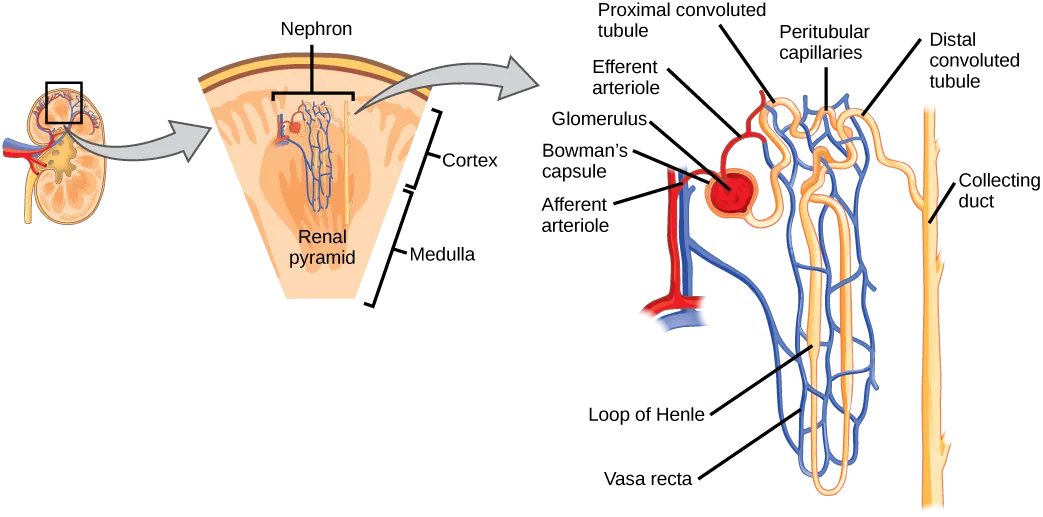 Nephron
Cortex
Renal
pyramid
Medulla
Proximal convoluted
tubule
Efferent
arteriole
Glomerulus
Bowman's
capsule
Afferent
arteriole
Peritubular
capillaries
Distal
convoluted
tubule
Collecting
duct
Loop of Henle
Vasa recta